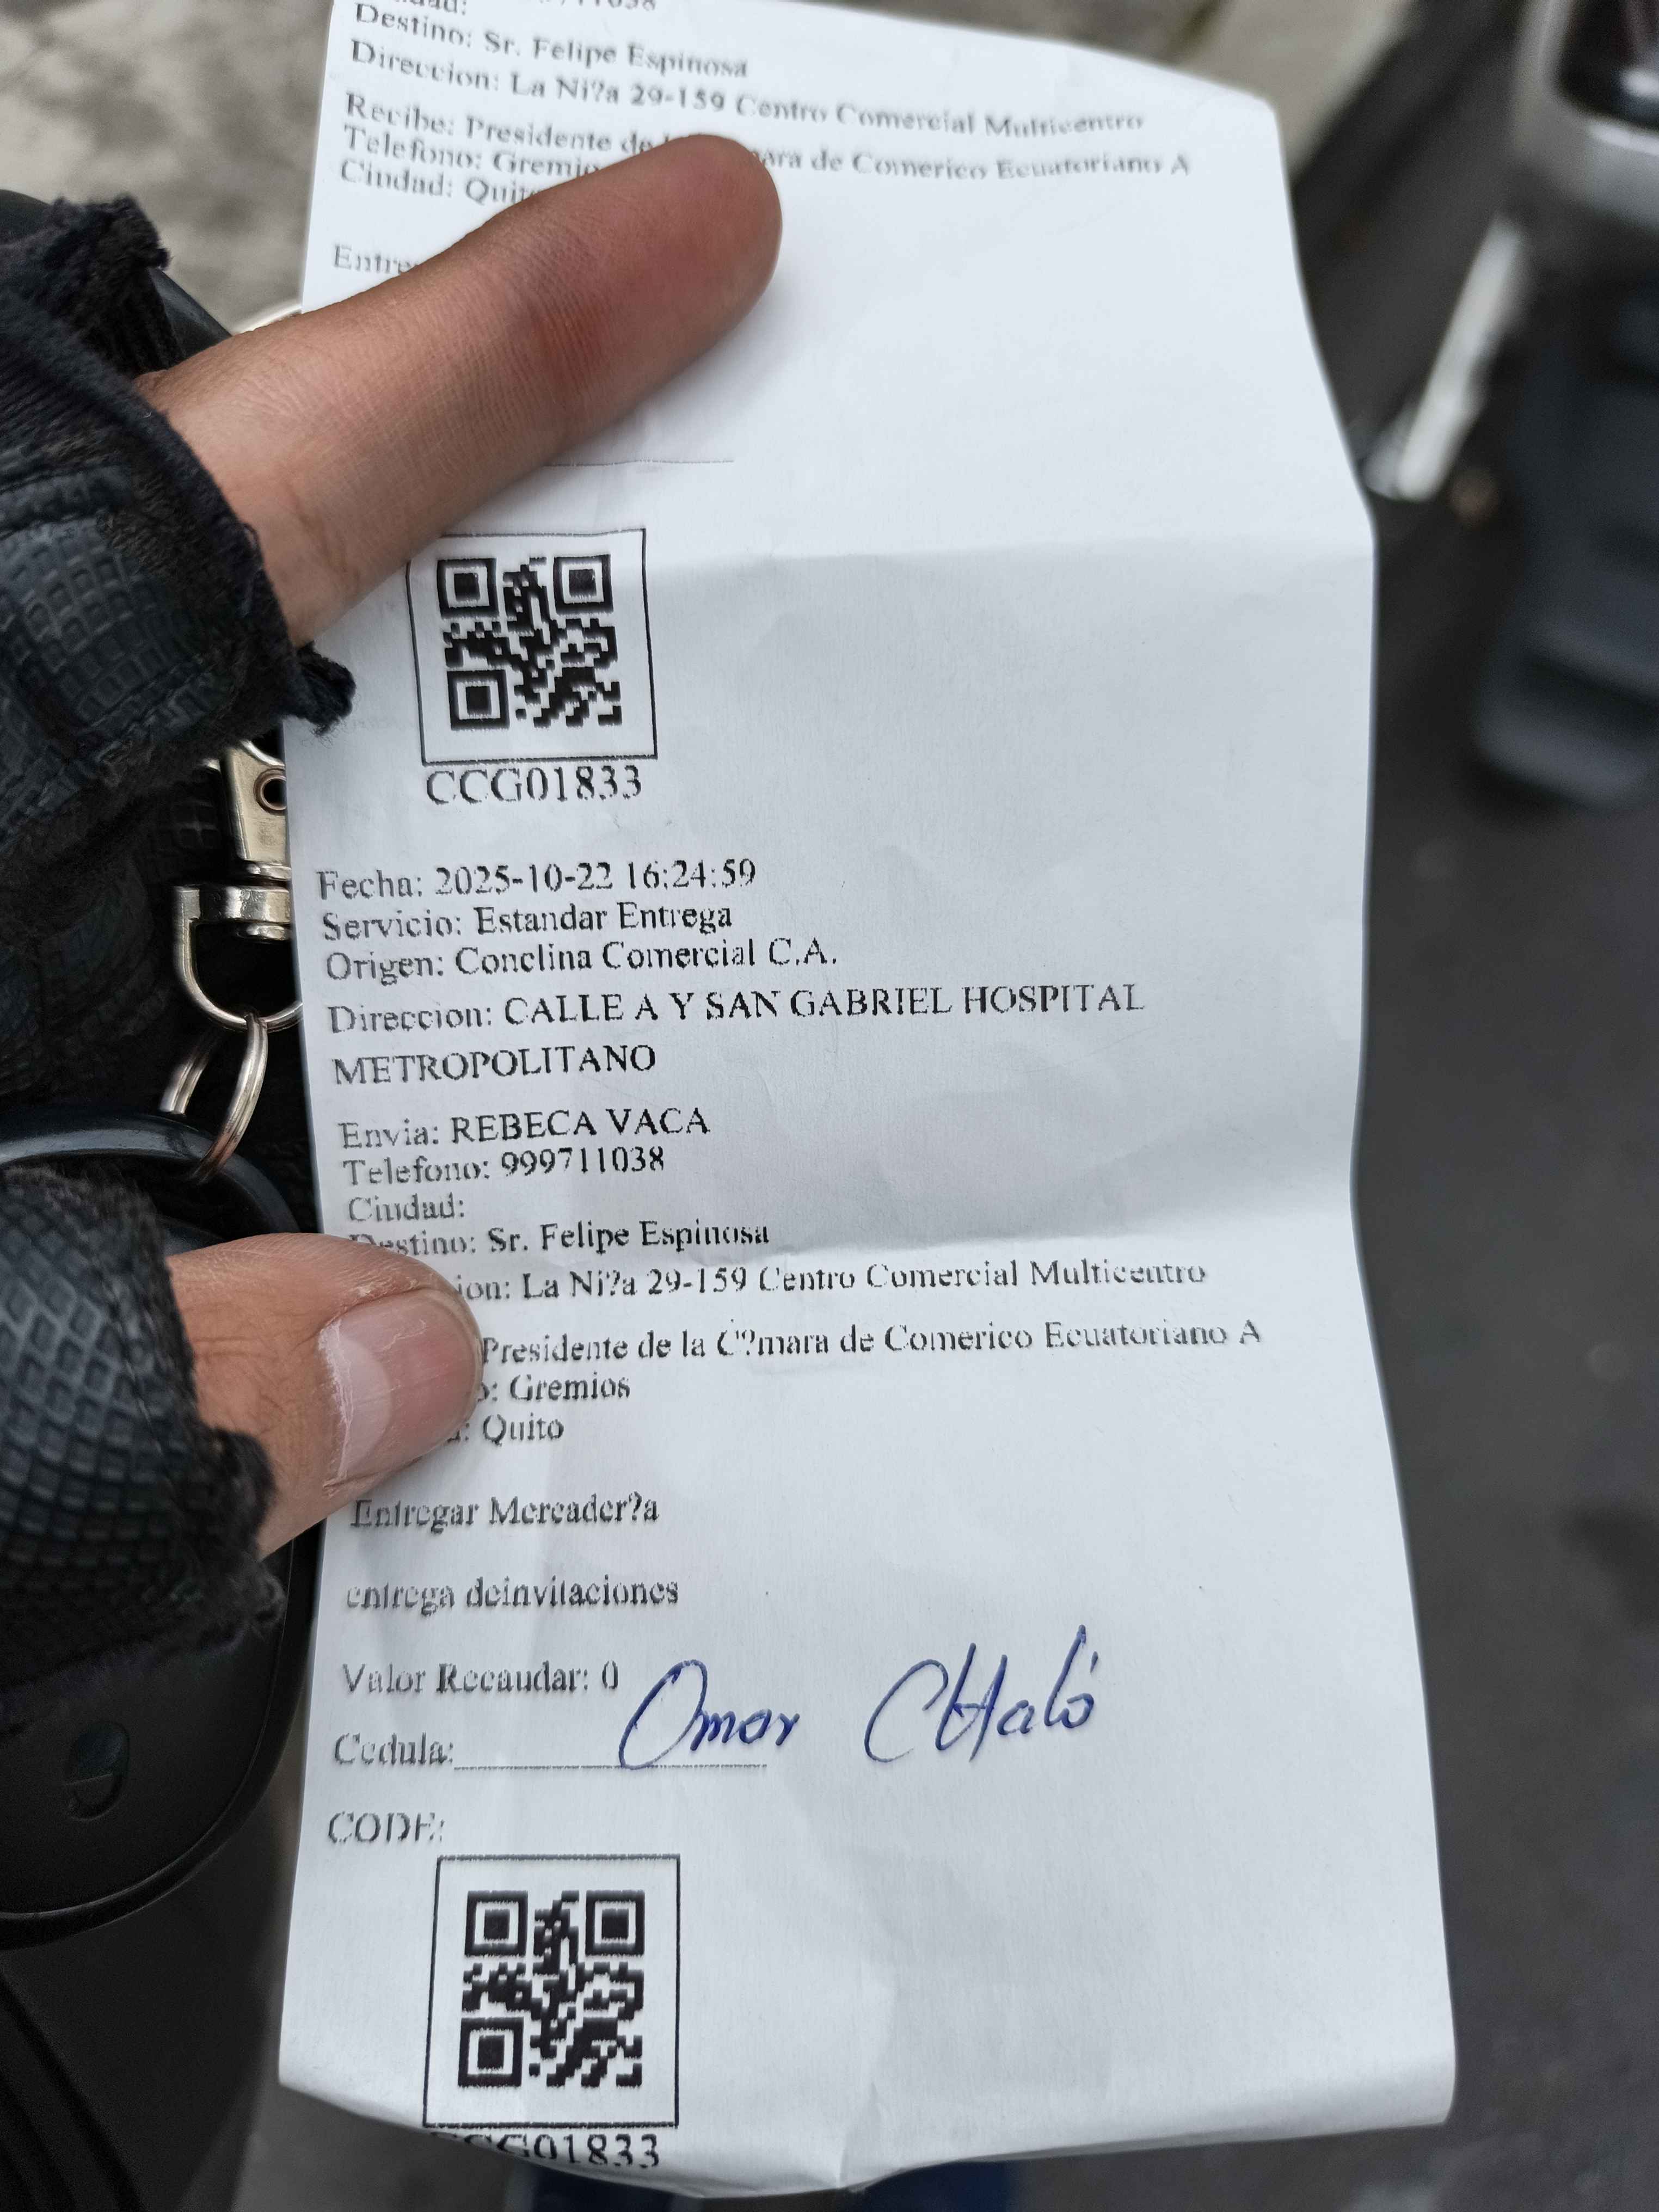 Destino: Sr. Felipe Espinosa
Direccion: La Ni?a 29-159 Centro Comercial Multicentro
Recibe: Presidente de mara de Comerico Ecuatoriano A
Telefono: Gremio
Ciudad: Quit
Entre
CCG01833
Fecha: 2025-10-22 16:24:59
Servicio: Estandar Entrega
Origen: Conclina Comercial C.A.
Direccion: CALLE A Y SAN GABRIEL HOSPITAL
METROPOLITANO
Envia: REBECA VACA
Telefono: 999711038
Ciudad:
Destino: Sr. Felipe Espinosa
ion: La Ni?a 29-159 Centro Comercial Multicentro
Presidente de la C?mara de Comerico Ecuatoriano A
o: Gremios
: Quito
Entregar Mercader?a
entrega deinvitaciones
Valor Recaudar: 0
Omar CHaló
Cedula:
CODE:
CCG01833